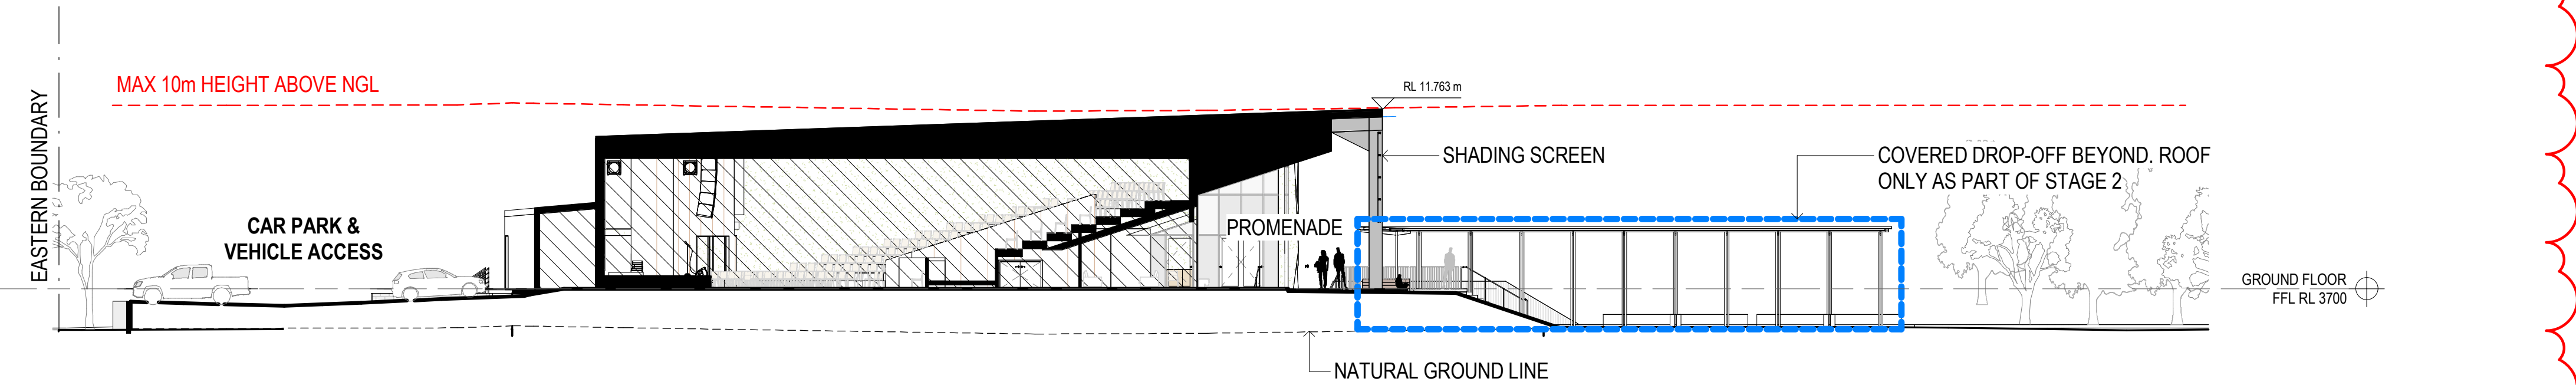 MAX 10m HEIGHT ABOVE NGL
RL 11.763 m
EASTERN BOUNDARY
SHADING SCREEN
COVERED DROP-OFF BEYOND. ROOF
ONLY AS PART OF STAGE 2
CAR PARK &
VEHICLE ACCESS
PROMENADE
GROUND FLOOR
FFL RL 3700
NATURAL GROUND LINE